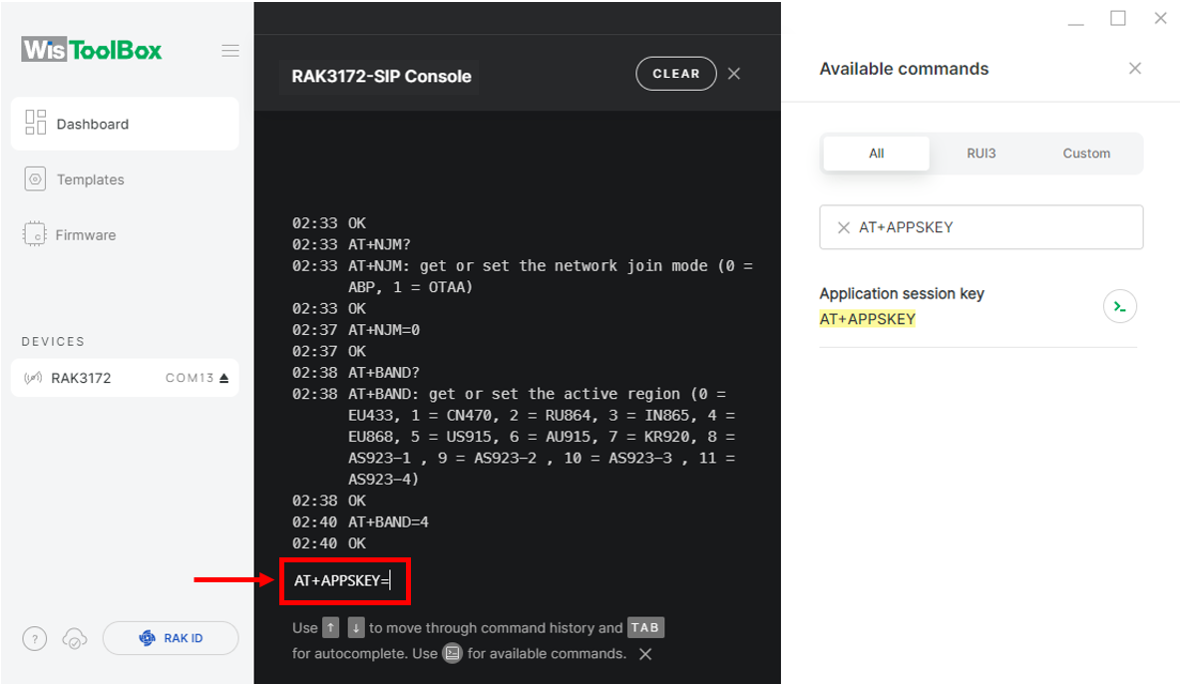 WisToolBox
Dashboard
Templates
Firmware
DEVICES
RAK3172 COM13
?
RAK ID
RAK3172-SIP Console
CLEAR
02:33 OK
02:33 AT+NJM?
02:33 AT+NJM: get or set the network join mode (0 =
ABP, 1 = OTAA)
02:33 OK
02:37 AT+NJM=0
02:37 OK
02:38 AT+BAND?
02:38 AT+BAND: get or set the active region (0 =
EU433, 1 = CN470, 2 = RU864, 3 = IN865, 4 =
EU868, 5 = US915, 6 = AU915, 7 = KR920, 8 =
AS923-1 , 9 = AS923-2 , 10 = AS923-3 , 11 =
AS923-4)
02:38 OK
02:40 AT+BAND=4
02:40 OK
AT+APPSKEY=
Use ↑ ↓ to move through command history and TAB
for autocomplete. Use for available commands.
Available commands
All RUI3 Custom
AT+APPSKEY
Application session key
AT+APPSKEY